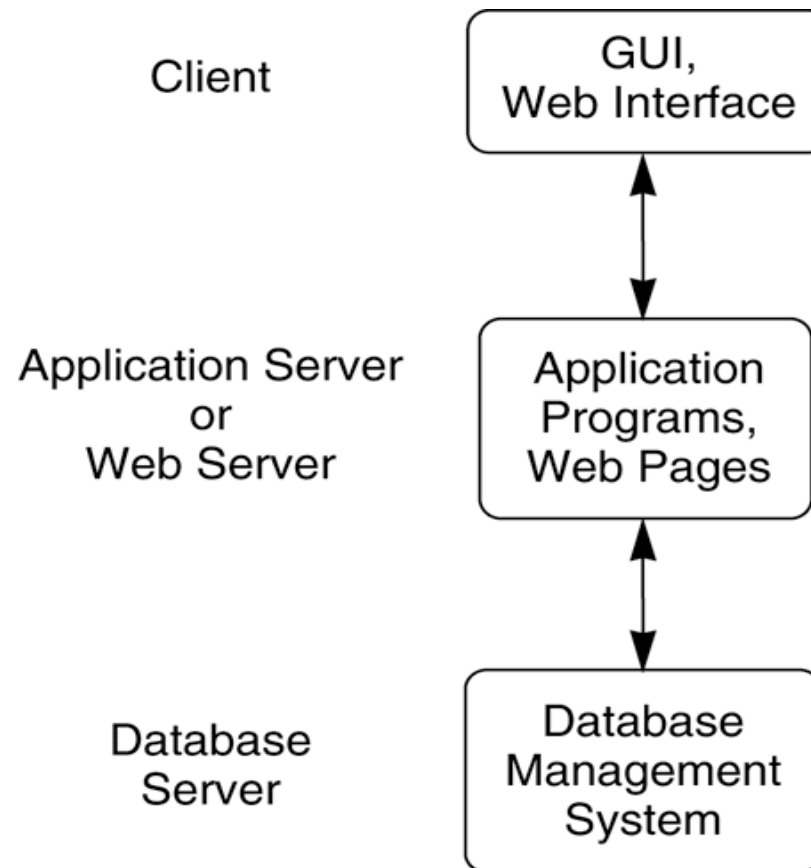 Client
GUI,
Web Interface
Application Server
or
Web Server
Application
Programs,
Web Pages
Database
Server
Database
Management
System